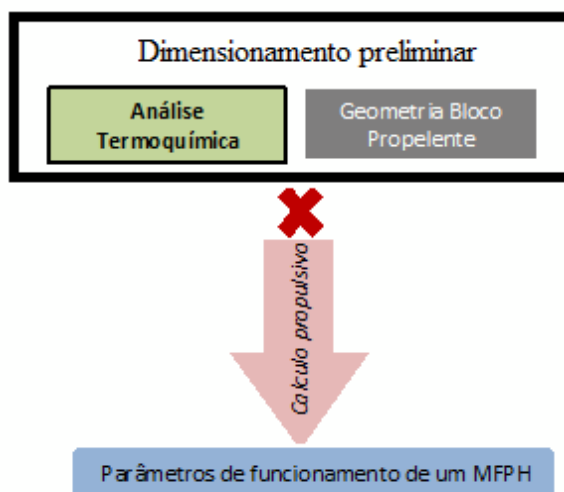 Dimensionamento preliminar
Análise
Termoquímica
Geometria Bloco
Propelente
Calculo propulsivo
Parâmetros de funcionamento de um MFPH